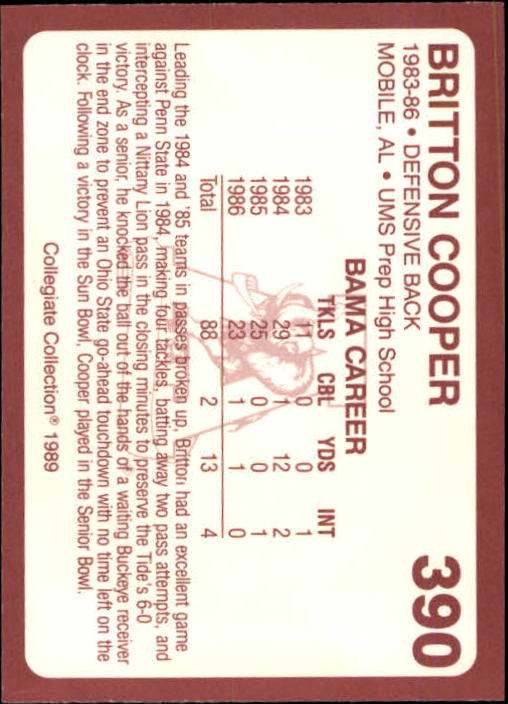 BRITTON COOPER 390
1983-86 • DEFENSIVE BACK
MOBILE, AL • UMS Prep High School
BAMA CAREER
TKLS CBL YDS INT
1983 11 0 0 1
1984 29 1 12 2
1985 25 0 0 1
1986 23 1 1 0
Total 88 2 13 4
Leading the 1984 and '85 teams in passes broken up, Britton had an excellent game
against Penn State in 1984, making four tackles, batting away two pass attempts, and
intercepting a Nittany Lion pass in the closing minutes to preserve the Tide's 6-0
victory. As a senior, he knocked the ball out of the hands of a waiting Buckeye receiver
in the end zone to prevent an Ohio State go-ahead touchdown with no time left on the
clock. Following a victory in the Sun Bowl, Cooper played in the Senior Bowl.
Collegiate Collection® 1989